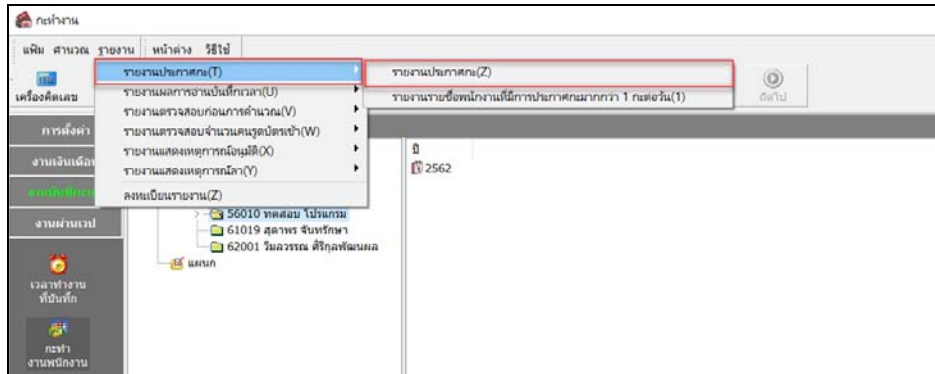 กะทำงาน
แฟ้ม คำนวณ รายงาน หน้าต่าง วิธีใช้
เครื่องคิดเลข
ถัดไป
รายงานประกาศกะ(T)
รายงานผลการอ่านบันทึกเวลา(U)
รายงานตรวจสอบก่อนการคำนวณ(V)
รายงานตรวจสอบจำนวนคนรูดบัตรเข้า(W)
รายงานแสดงเหตุการณ์อนุมัติ(X)
รายงานแสดงเหตุการณ์ลา(Y)
ลงทะเบียนรายงาน(Z)
รายงานประกาศกะ(Z)
รายงานรายชื่อพนักงานที่มีการประกาศกะมากกว่า 1 กะต่อวัน(1)
การตั้งค่า
งานเงินเดือน
งานบันทึกเวลา
งานผ่านเวป
เวลาทำงาน
ที่บันทึก
กะทำ
งานพนักงาน
56010 ทดสอบ โปรแกรม
61019 สุดาพร จันทรักษา
62001 วิมลวรรณ ศิริกุลพัฒนผล
แผนก
ปี
2562